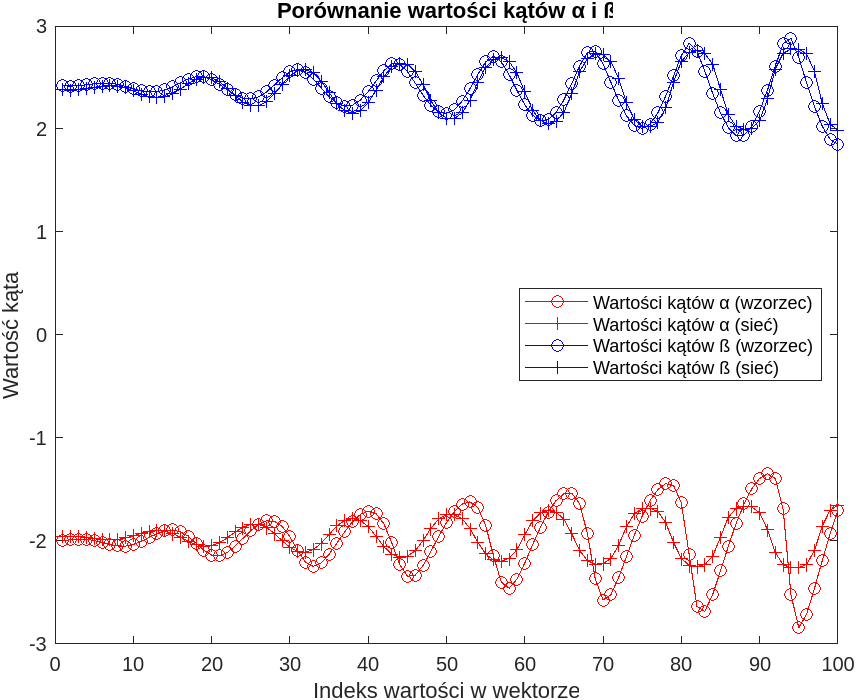 Porównanie wartości kątów α i ß
3
2
1
0
-1
-2
-3
Wartość kąta
Wartości kątów α (wzorzec)
Wartości kątów α (sieć)
Wartości kątów ß (wzorzec)
Wartości kątów ß (sieć)
0 10 20 30 40 50 60 70 80 90 100
Indeks wartości w wektorze